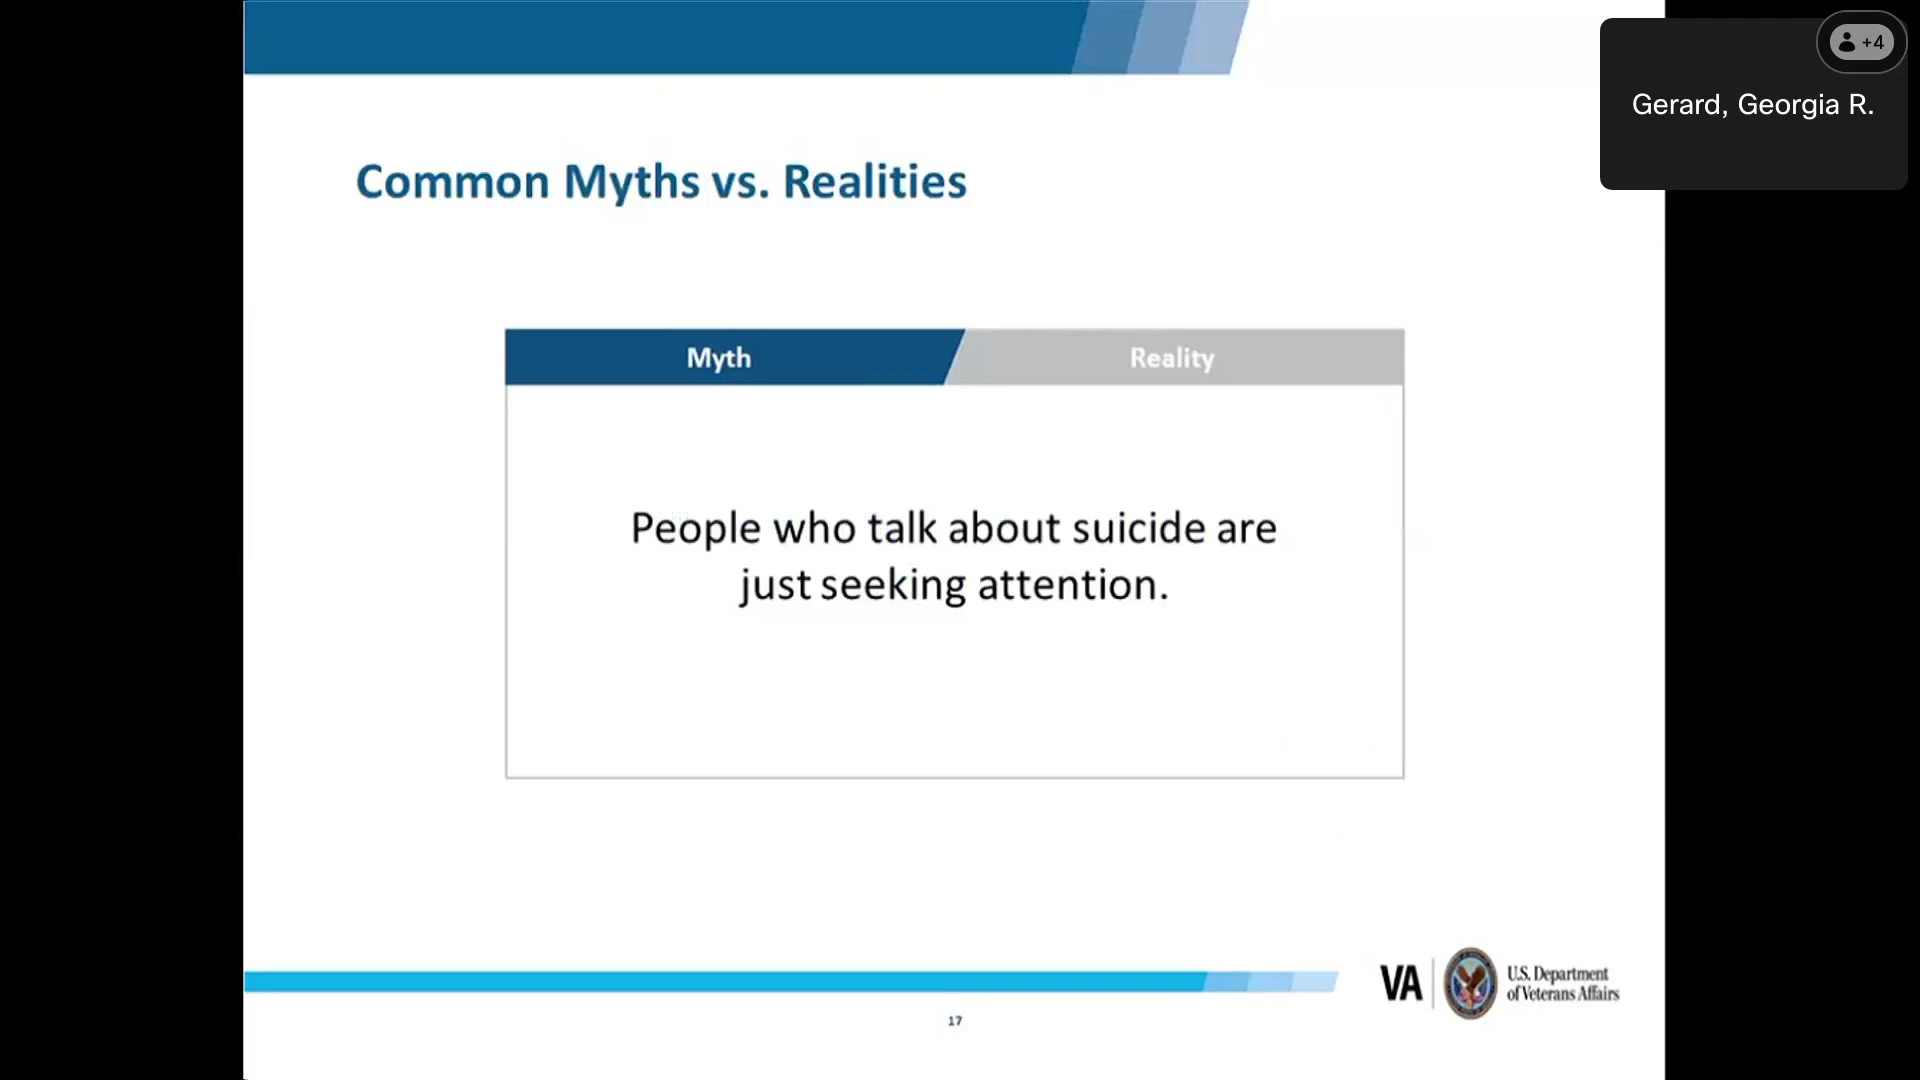 +4
Gerard, Georgia R.
Common Myths vs. Realities
Myth
Reality
People who talk about suicide are
just seeking attention.
VA
U.S. Department
of Veterans Affairs
17